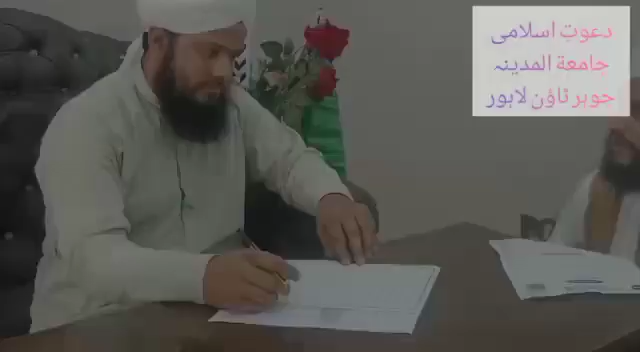 دعوتِ اسلامی
جامعة المدینہ
جوہر ٹاؤن لاہور